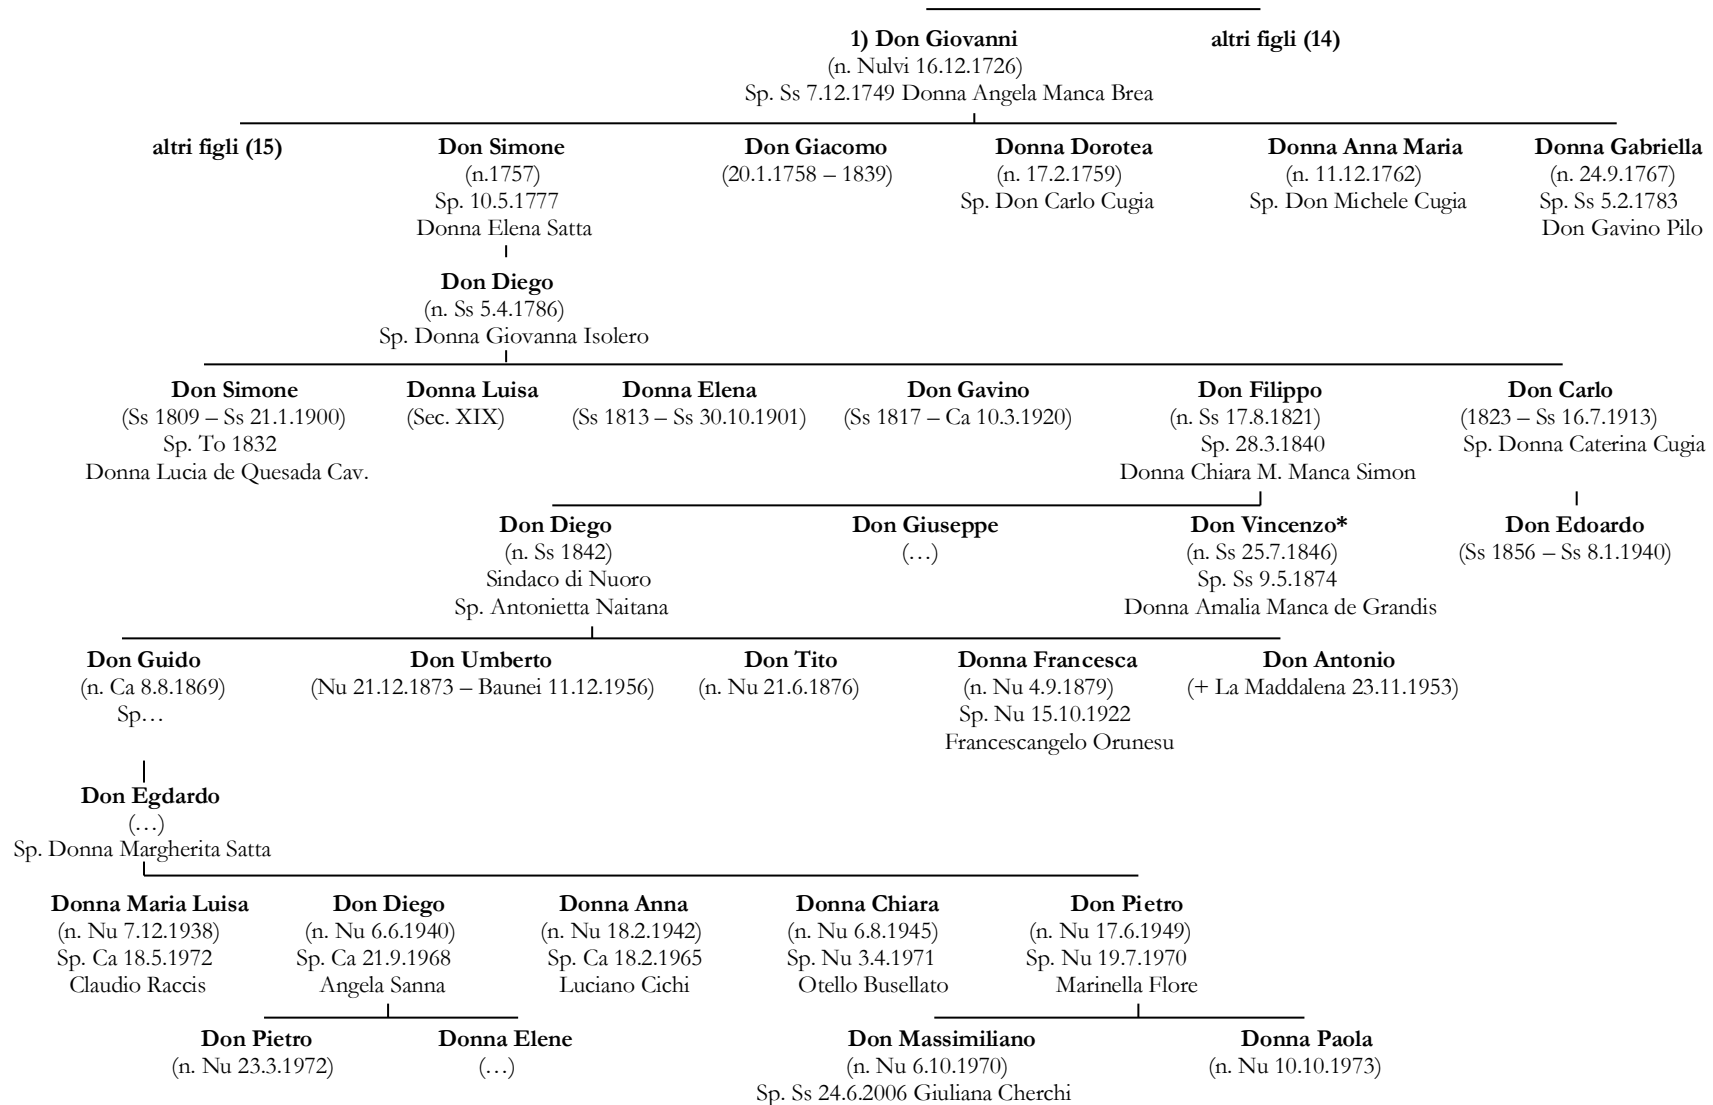 1) Don Giovanni
altri figli (14)
(n. Nulvi 16.12.1726)
Sp. Ss 7.12.1749 Donna Angela Manca Brea
altri figli (15)
Don Simone
(n.1757)
Sp. 10.5.1777
Donna Elena Satta
Don Giacomo
(20.1.1758 – 1839)
Donna Dorotea
(n. 17.2.1759)
Sp. Don Carlo Cugia
Donna Anna Maria
(n. 11.12.1762)
Sp. Don Michele Cugia
Donna Gabriella
(n. 24.9.1767)
Sp. Ss 5.2.1783
Don Gavino Pilo
Don Diego
(n. Ss 5.4.1786)
Sp. Donna Giovanna Isolero
Don Simone
(Ss 1809 – Ss 21.1.1900)
Sp. To 1832
Donna Lucia de Quesada Cav.
Donna Luisa
(Sec. XIX)
Donna Elena
(Ss 1813 – Ss 30.10.1901)
Don Gavino
(Ss 1817 – Ca 10.3.1920)
Don Filippo
(n. Ss 17.8.1821)
Sp. 28.3.1840
Donna Chiara M. Manca Simon
Don Carlo
(1823 – Ss 16.7.1913)
Sp. Donna Caterina Cugia
Don Diego
(n. Ss 1842)
Sindaco di Nuoro
Sp. Antonietta Naitana
Don Giuseppe
(…)
Don Vincenzo*
(n. Ss 25.7.1846)
Sp. Ss 9.5.1874
Donna Amalia Manca de Grandis
Don Edoardo
(Ss 1856 – Ss 8.1.1940)
Don Guido
(n. Ca 8.8.1869)
Sp…
Don Umberto
(Nu 21.12.1873 – Baunei 11.12.1956)
Don Tito
(n. Nu 21.6.1876)
Donna Francesca
(n. Nu 4.9.1879)
Sp. Nu 15.10.1922
Francescangelo Orunesu
Don Antonio
(+ La Maddalena 23.11.1953)
Don Egdardo
(…)
Sp. Donna Margherita Satta
Donna Maria Luisa
(n. Nu 7.12.1938)
Sp. Ca 18.5.1972
Claudio Raccis
Don Diego
(n. Nu 6.6.1940)
Sp. Ca 21.9.1968
Angela Sanna
Donna Anna
(n. Nu 18.2.1942)
Sp. Ca 18.2.1965
Luciano Cichi
Donna Chiara
(n. Nu 6.8.1945)
Sp. Nu 3.4.1971
Otello Busellato
Don Pietro
(n. Nu 17.6.1949)
Sp. Nu 19.7.1970
Marinella Flore
Don Pietro
(n. Nu 23.3.1972)
Donna Elene
(…)
Don Massimiliano
(n. Nu 6.10.1970)
Sp. Ss 24.6.2006 Giuliana Cherchi
Donna Paola
(n. Nu 10.10.1973)